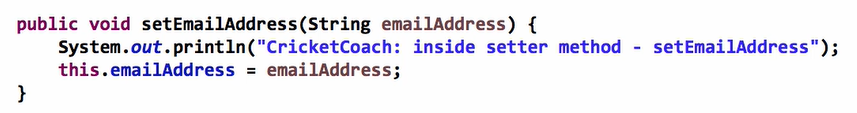 public void setEmailAddress(String emailAddress) {
    System.out.println("CricketCoach: inside setter method - setEmailAddress");
    this.emailAddress = emailAddress;
}